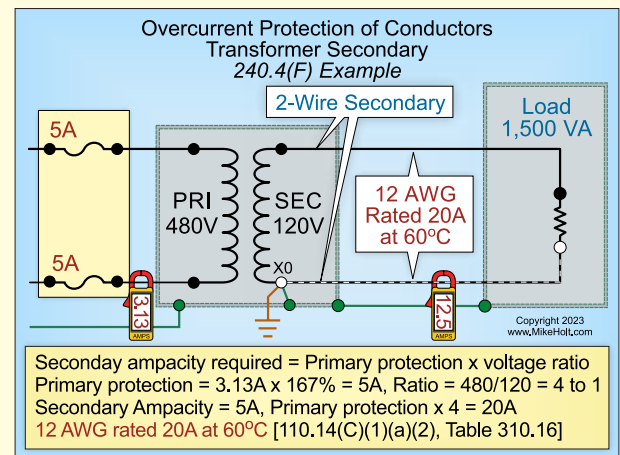 Overcurrent Protection of Conductors
Transformer Secondary
240.4(F) Example
2-Wire Secondary
Load
1,500 VA
5A
PRI
480V
SEC
120V
12 AWG
Rated 20A
at 60°C
5A
X0
3.13
AMPS
12.5
AMPS
Copyright 2023
www.MikeHolt.com
Seconday ampacity required = Primary protection x voltage ratio
Primary protection = 3.13A x 167% = 5A, Ratio = 480/120 = 4 to 1
Secondary Ampacity = 5A, Primary protection x 4 = 20A
12 AWG rated 20A at 60°C [110.14(C)(1)(a)(2), Table 310.16]